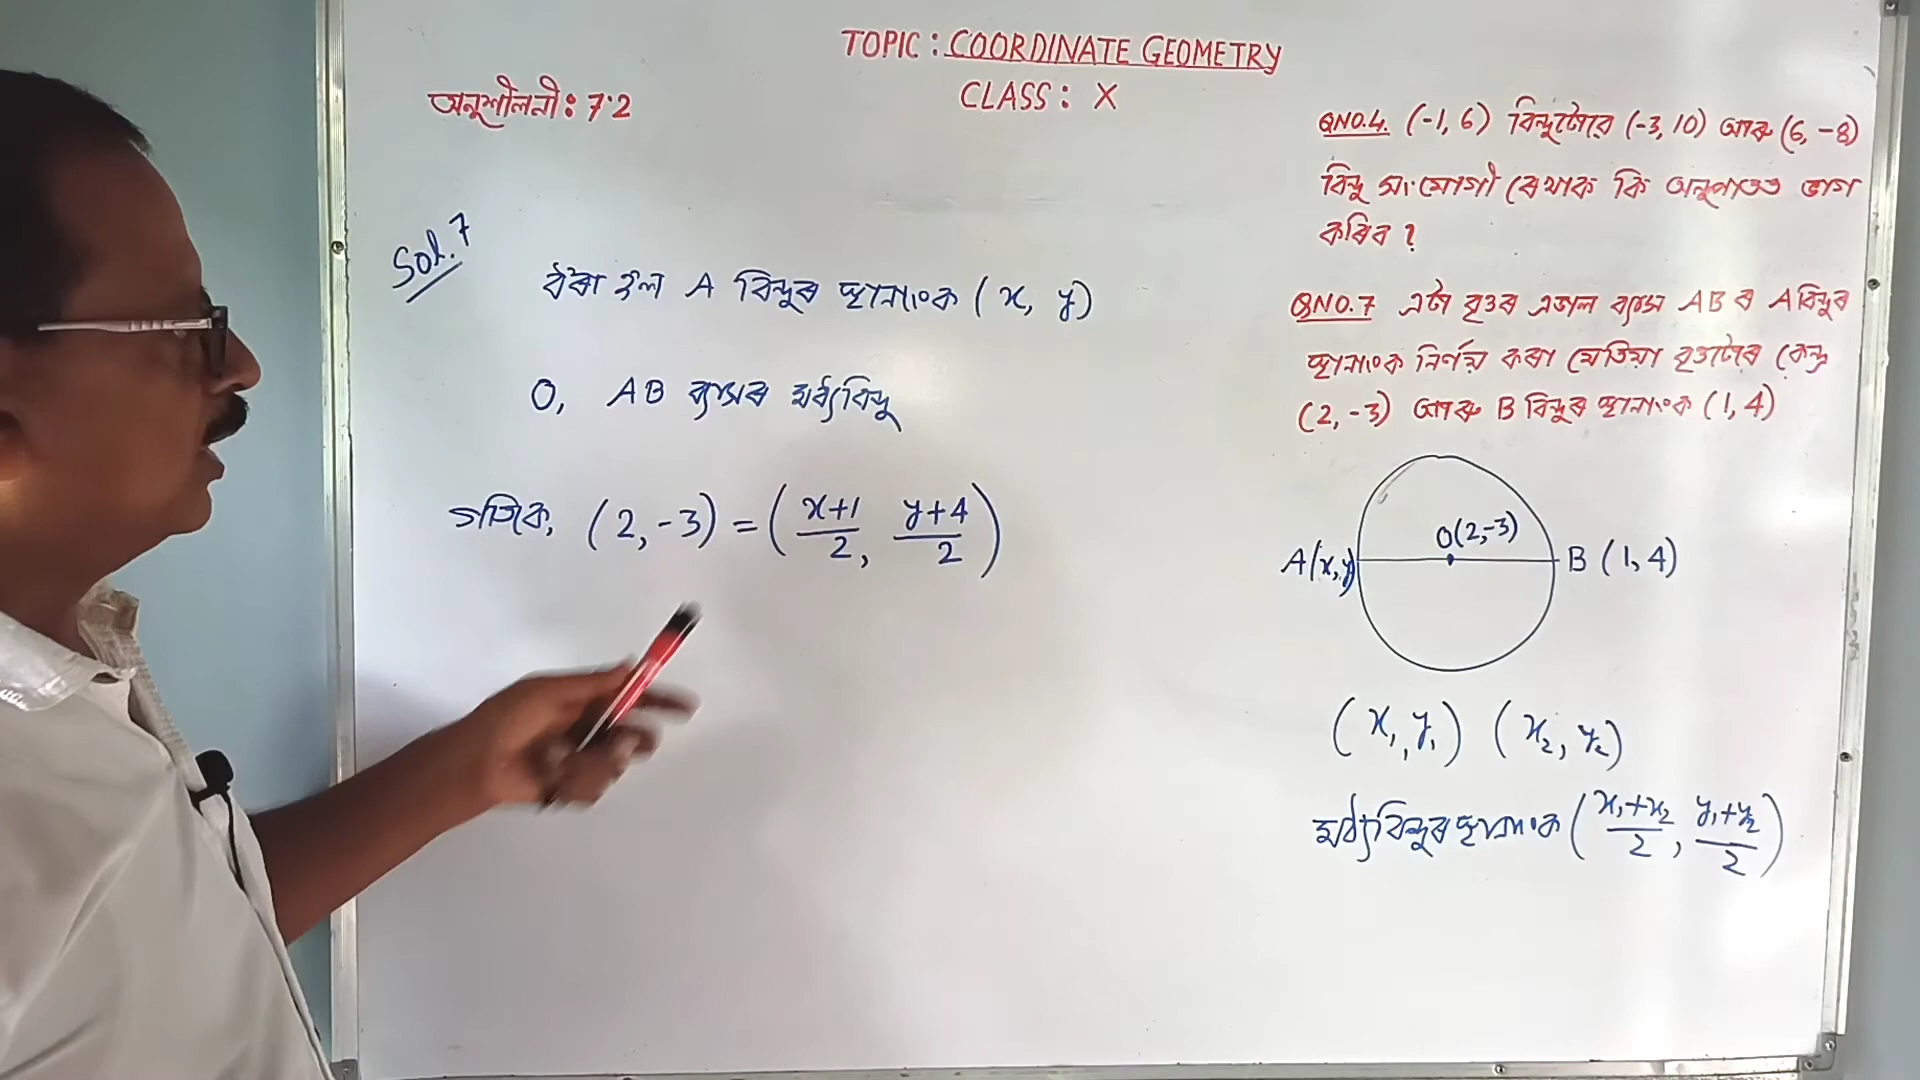 TOPIC: COORDINATE GEOMETRY
CLASS: X
অনুশীলনী: 7.2
QNO.4. (-1, 6) বিন্দুটোৱে (-3, 10) আৰু (6, -8)
বিন্দু সংযোগী ৰেখাক কি অনুপাতত ভাগ
কৰিব ?
QNO.7 এটা বৃত্তৰ এডাল ব্যাস AB ৰ A বিন্দুৰ
স্থানাংক নিৰ্ণয় কৰা যেতিয়া বৃত্তটোৰ কেন্দ্ৰ
(2, -3) আৰু B বিন্দুৰ স্থানাংক (1, 4)
Sol. 7
ধৰা হ'ল A বিন্দুৰ স্থানাংক (x, y)
O, AB ব্যাসৰ মধ্যবিন্দু
গতিকে, (2, -3) = ( x+1/2, y+4/2 )
O(2,-3)
A(x,y) B (1, 4)
(x₁, y₁) (x₂, y₂)
মধ্যবিন্দুৰ স্থানাংক ( x₁+x₂/2, y₁+y₂/2 )